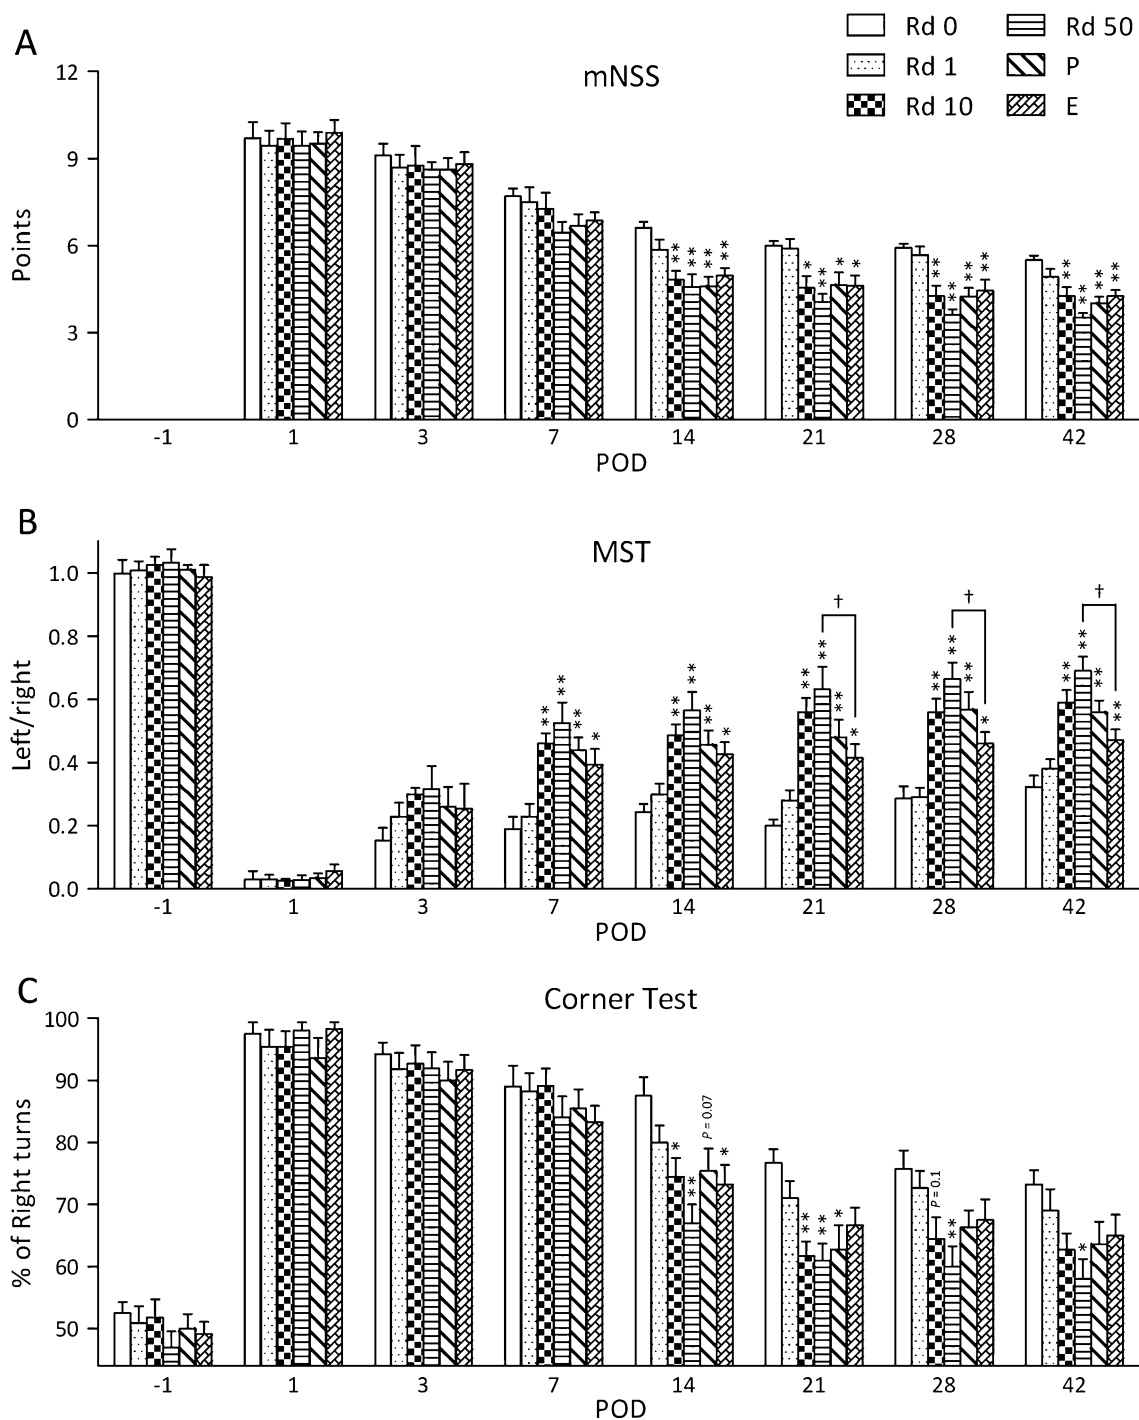 A
mNSS
Rd 0
Rd 1
Rd 10
Rd 50
P
E
Points
12
9
6
3
0
** ** ** **
* ** * *
** ** ** **
** ** ** **
-1 1 3 7 14 21 28 42
POD
B
MST
Left/right
1.0
0.8
0.6
0.4
0.2
0.0
** ** ** *
** ** ** *
** ** ** *
†
** ** ** *
†
** ** ** **
†
-1 1 3 7 14 21 28 42
POD
C
Corner Test
% of Right turns
100
90
80
70
60
50
* ** P = 0.07 *
** ** *
P = 0.1 **
*
-1 1 3 7 14 21 28 42
POD